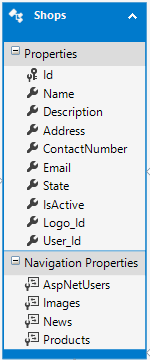 Shops
Properties
Id
Name
Description
Address
ContactNumber
Email
State
IsActive
Logo_Id
User_Id
Navigation Properties
AspNetUsers
Images
News
Products